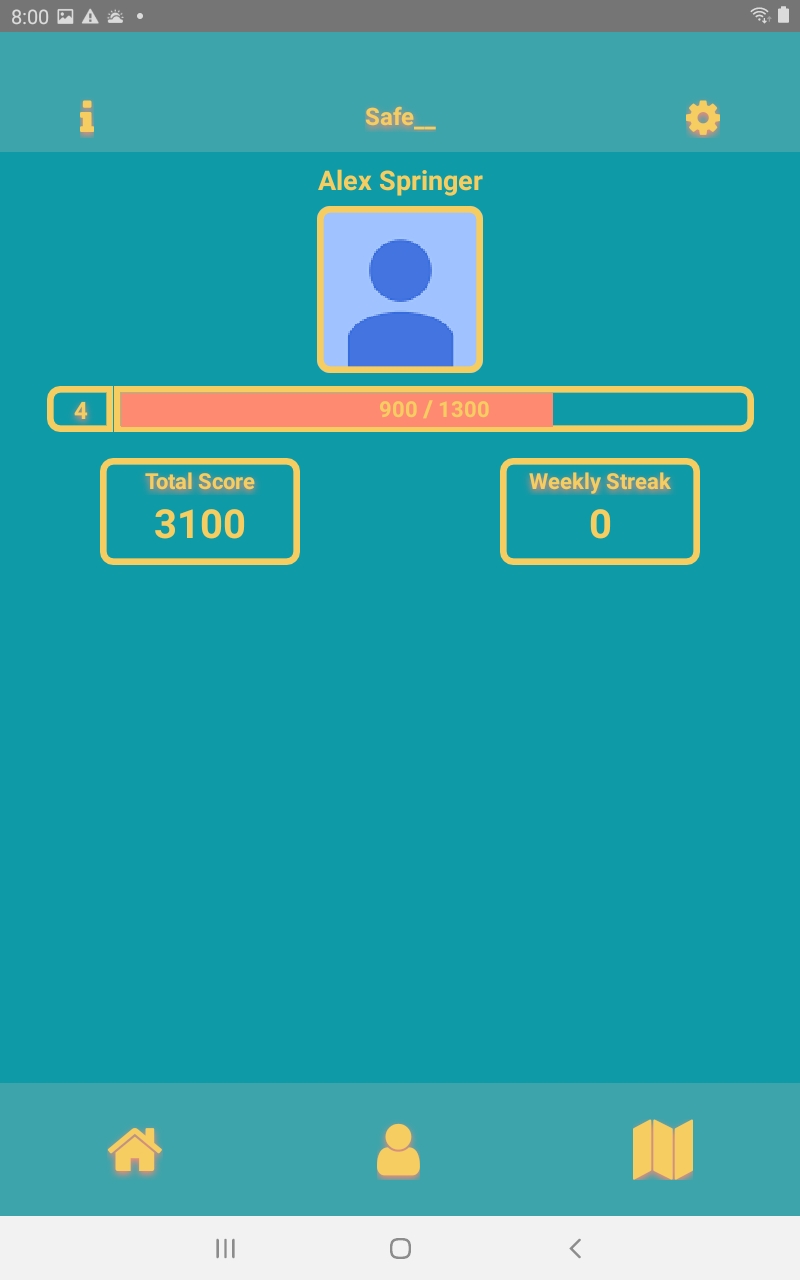 8:00
Safe__
Alex Springer
4
900 / 1300
Total Score
3100
Weekly Streak
0